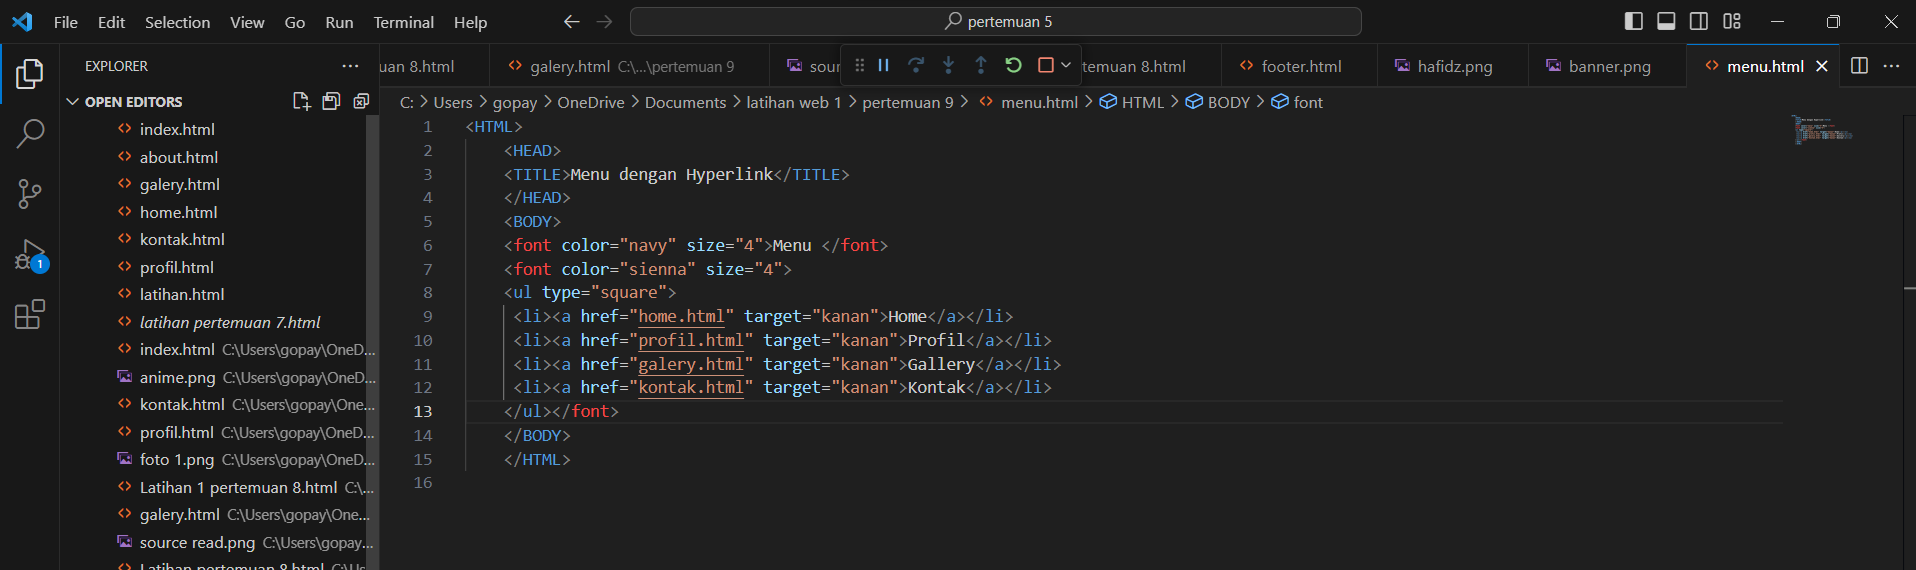 File Edit Selection View Go Run Terminal Help
pertemuan 5
EXPLORER
uan 8.html
galery.html C:\...\pertemuan 9
sour
temuan 8.html
footer.html
hafidz.png
banner.png
menu.html
OPEN EDITORS
C: > Users > gopay > OneDrive > Documents > latihan web 1 > pertemuan 9 > menu.html > HTML > BODY > font
index.html
about.html
galery.html
home.html
kontak.html
profil.html
latihan.html
latihan pertemuan 7.html
index.html C:\Users\gopay\OneD...
anime.png C:\Users\gopay\OneD...
kontak.html C:\Users\gopay\One...
profil.html C:\Users\gopay\OneD...
foto 1.png C:\Users\gopay\OneD...
Latihan 1 pertemuan 8.html C:\...
galery.html C:\Users\gopay\One...
source read.png C:\Users\gopay...
Latihan pertemuan 8.html C:\Us
1
1 <HTML>
2 <HEAD>
3 <TITLE>Menu dengan Hyperlink</TITLE>
4 </HEAD>
5 <BODY>
6 <font color="navy" size="4">Menu </font>
7 <font color="sienna" size="4">
8 <ul type="square">
9 <li><a href="home.html" target="kanan">Home</a></li>
10 <li><a href="profil.html" target="kanan">Profil</a></li>
11 <li><a href="galery.html" target="kanan">Gallery</a></li>
12 <li><a href="kontak.html" target="kanan">Kontak</a></li>
13 </ul></font>
14 </BODY>
15 </HTML>
16